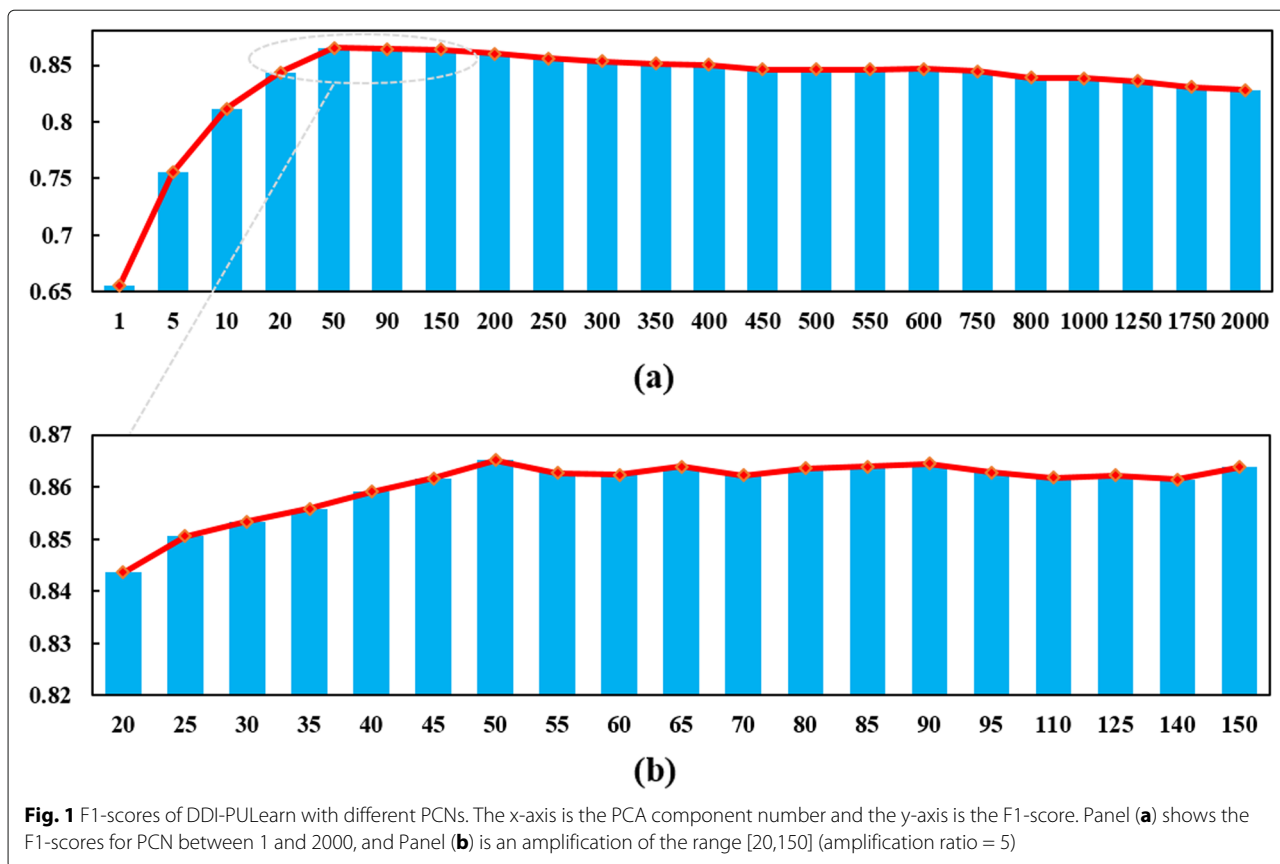 0.85
0.8
0.75
0.7
0.65
1 5 10 20 50 90 150 200 250 300 350 400 450 500 550 600 750 800 1000 1250 1750 2000
(a)
0.87
0.86
0.85
0.84
0.83
0.82
20 25 30 35 40 45 50 55 60 65 70 80 85 90 95 110 125 140 150
(b)
Fig. 1 F1-scores of DDI-PULearn with different PCNs. The x-axis is the PCA component number and the y-axis is the F1-score. Panel (a) shows the
F1-scores for PCN between 1 and 2000, and Panel (b) is an amplification of the range [20,150] (amplification ratio = 5)